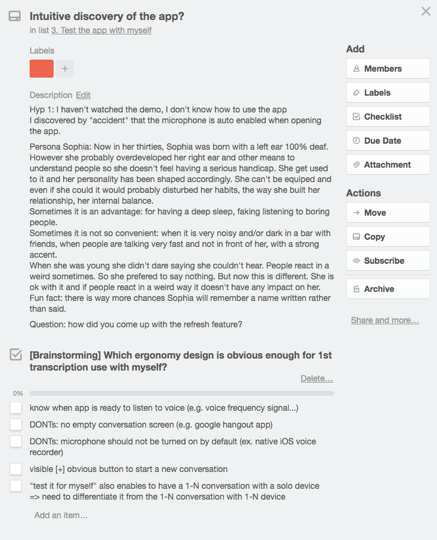 Intuitive discovery of the app?
in list 3. Test the app with myself
Labels
+
Description Edit
Hyp 1: I haven't watched the demo, I don't know how to use the app
I discovered by "accident" that the microphone is auto enabled when opening
the app.
Persona Sophia: Now in her thirties, Sophia was born with a left ear 100% deaf.
However she probably overdeveloped her right ear and other means to
understand people so she doesn't feel having a serious handicap. She get used
to it and her personality has been shaped accordingly. She can't be equiped and
even if she could it would probably disturbed her habits, the way she built her
relationship, her internal balance.
Sometimes it is an advantage: for having a deep sleep, faking listening to boring
people.
Sometimes it is not so convenient: when it is very noisy and/or dark in a bar with
friends, when people are talking very fast and not in front of her, with a strong
accent.
When she was young she didn't dare saying she couldn't hear. People react in a
weird sometimes. So she prefered to say nothing. But now this is different. She is
ok with it and if people react in a weird way it doesn't have any impact on her.
Fun fact: there is way more chances Sophia will remember a name written rather
than said.
Question: how did you come up with the refresh feature?
[Brainstorming] Which ergonomy design is obvious enough for 1st
transcription use with myself?
Delete...
0%
know when app is ready to listen to voice (e.g. voice frequency signal...)
DONTs: no empty conversation screen (e.g. google hangout app)
DONTs: microphone should not be turned on by default (ex. native iOS voice
recorder)
visible [+] obvious button to start a new conversation
"test it for myself" also enables to have a 1-N conversation with a solo device
=> need to differentiate it from the 1-N conversation with 1-N device
Add an item...
Add
Members
Labels
Checklist
Due Date
Attachment
Actions
Move
Copy
Subscribe
Archive
Share and more...